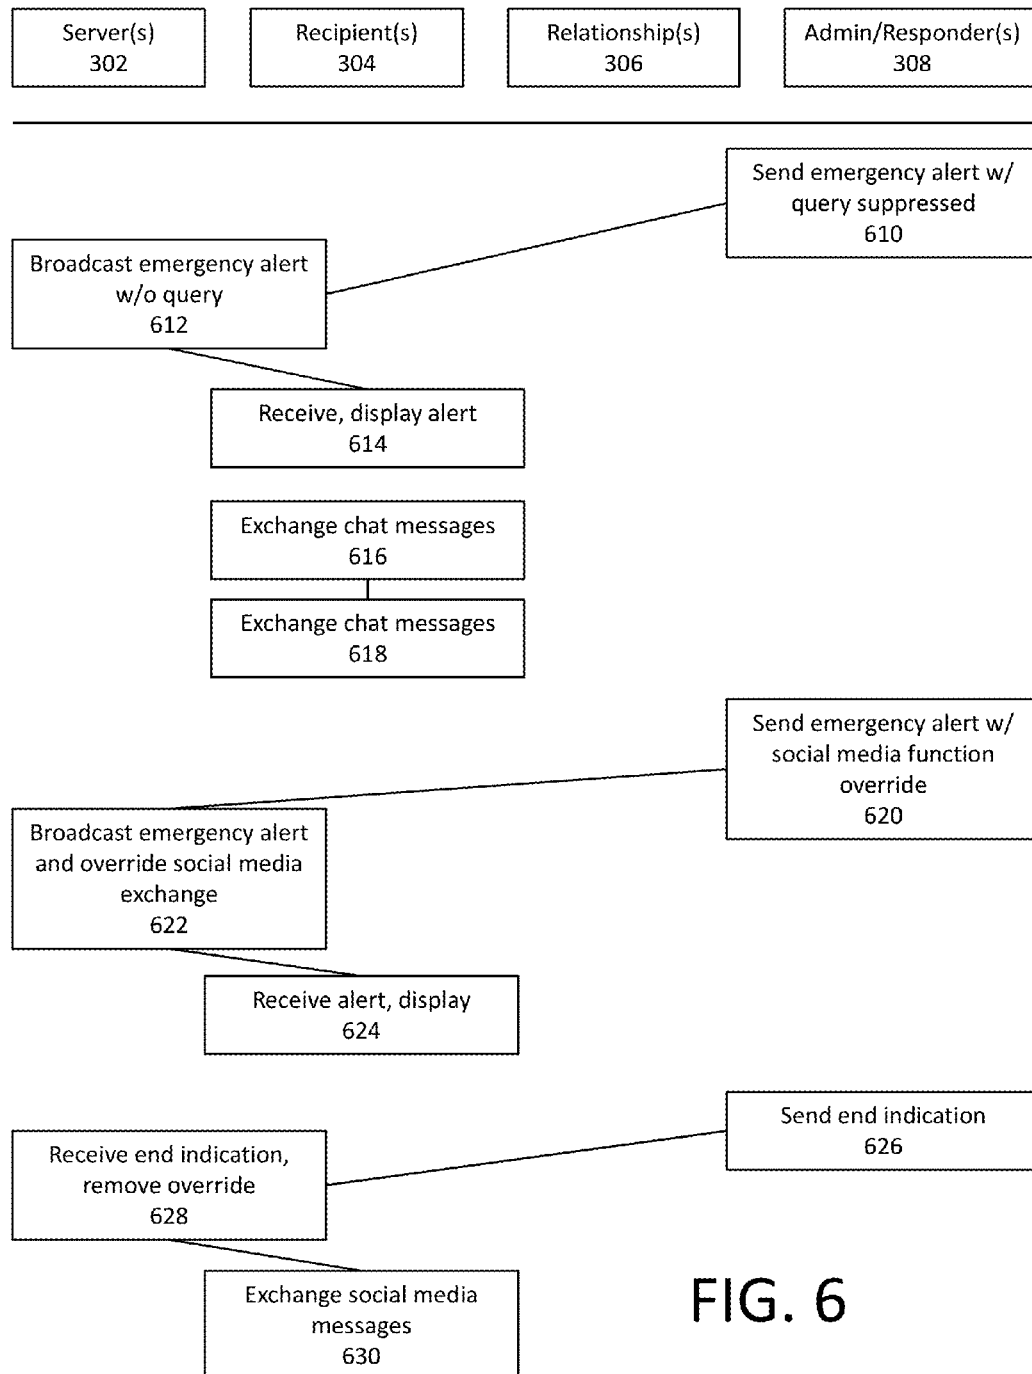 Server(s)
302
Recipient(s)
304
Relationship(s)
306
Admin/Responder(s)
308
Send emergency alert w/
query suppressed
610
Broadcast emergency alert
w/o query
612
Receive, display alert
614
Exchange chat messages
616
Exchange chat messages
618
Send emergency alert w/
social media function
override
620
Broadcast emergency alert
and override social media
exchange
622
Receive alert, display
624
Send end indication
626
Receive end indication,
remove override
628
Exchange social media
messages
630
FIG. 6